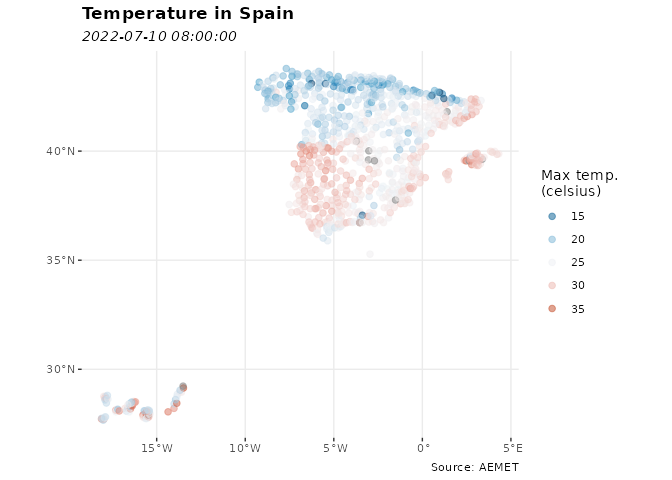 Temperature in Spain
2022-07-10 08:00:00
40°N
35°N
30°N
15°W
10°W
5°W
0°
5°E
Max temp.
(celsius)
15
20
25
30
35
Source: AEMET